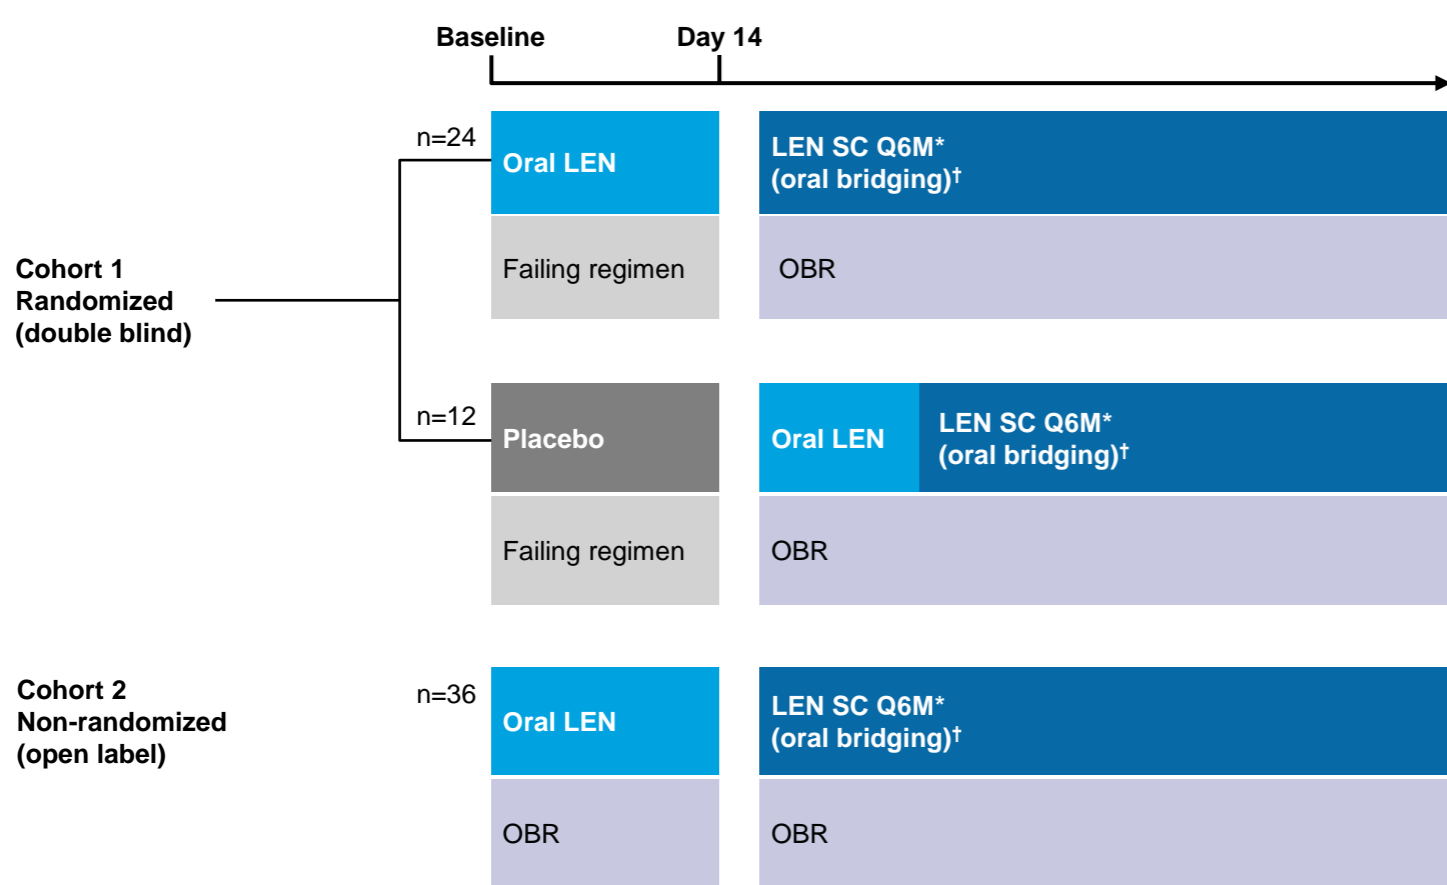 Baseline
Day 14
n=24
Oral LEN
LEN SC Q6M*
(oral bridging)†
Failing regimen
OBR
Cohort 1
Randomized
(double blind)
n=12
Placebo
Oral LEN
LEN SC Q6M*
(oral bridging)†
Failing regimen
OBR
Cohort 2
Non-randomized
(open label)
n=36
Oral LEN
LEN SC Q6M*
(oral bridging)†
OBR
OBR